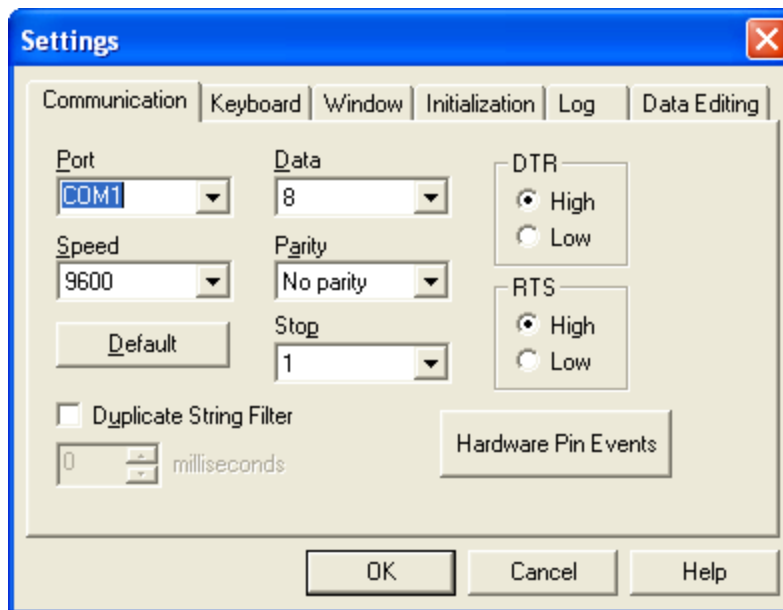 Settings
Communication Keyboard Window Initialization Log Data Editing
Port Data DTR
COM1 8 High
Low
Speed Parity
9600 No parity RTS
Default Stop High
1 Low
Duplicate String Filter
0 milliseconds Hardware Pin Events
OK Cancel Help